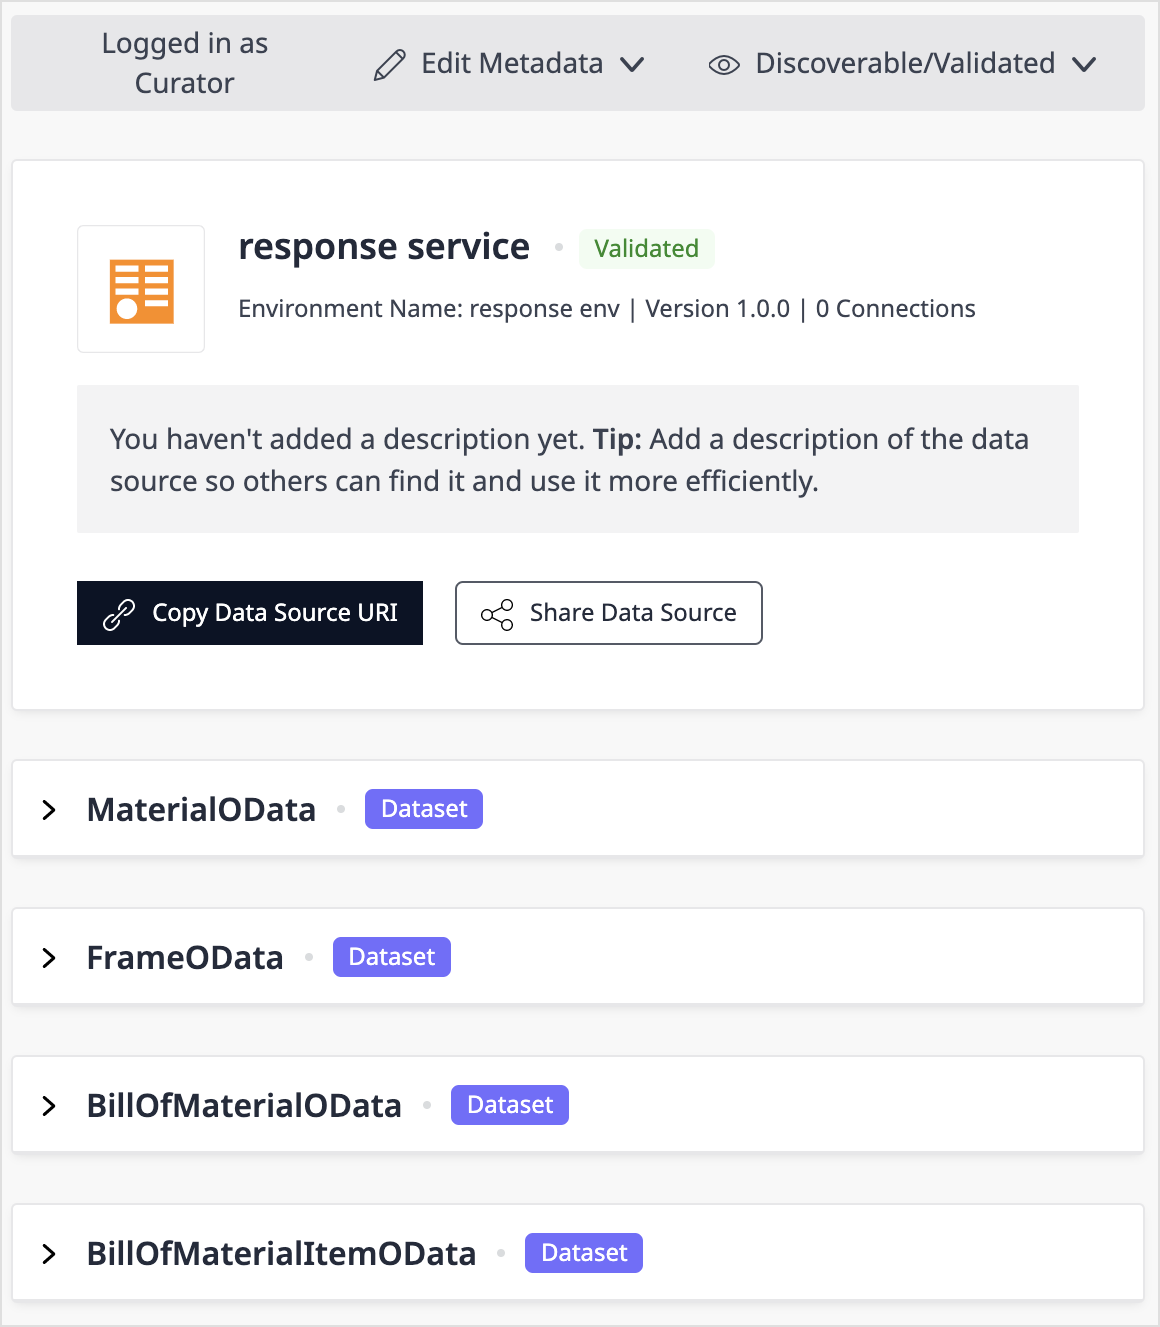 Logged in as
Curator
Edit Metadata
Discoverable/Validated
response service
Validated
Environment Name: response env | Version 1.0.0 | 0 Connections
You haven't added a description yet. Tip: Add a description of the data
source so others can find it and use it more efficiently.
Copy Data Source URI
Share Data Source
MaterialOData
Dataset
FrameOData
Dataset
BillOfMaterialOData
Dataset
BillOfMaterialItemOData
Dataset